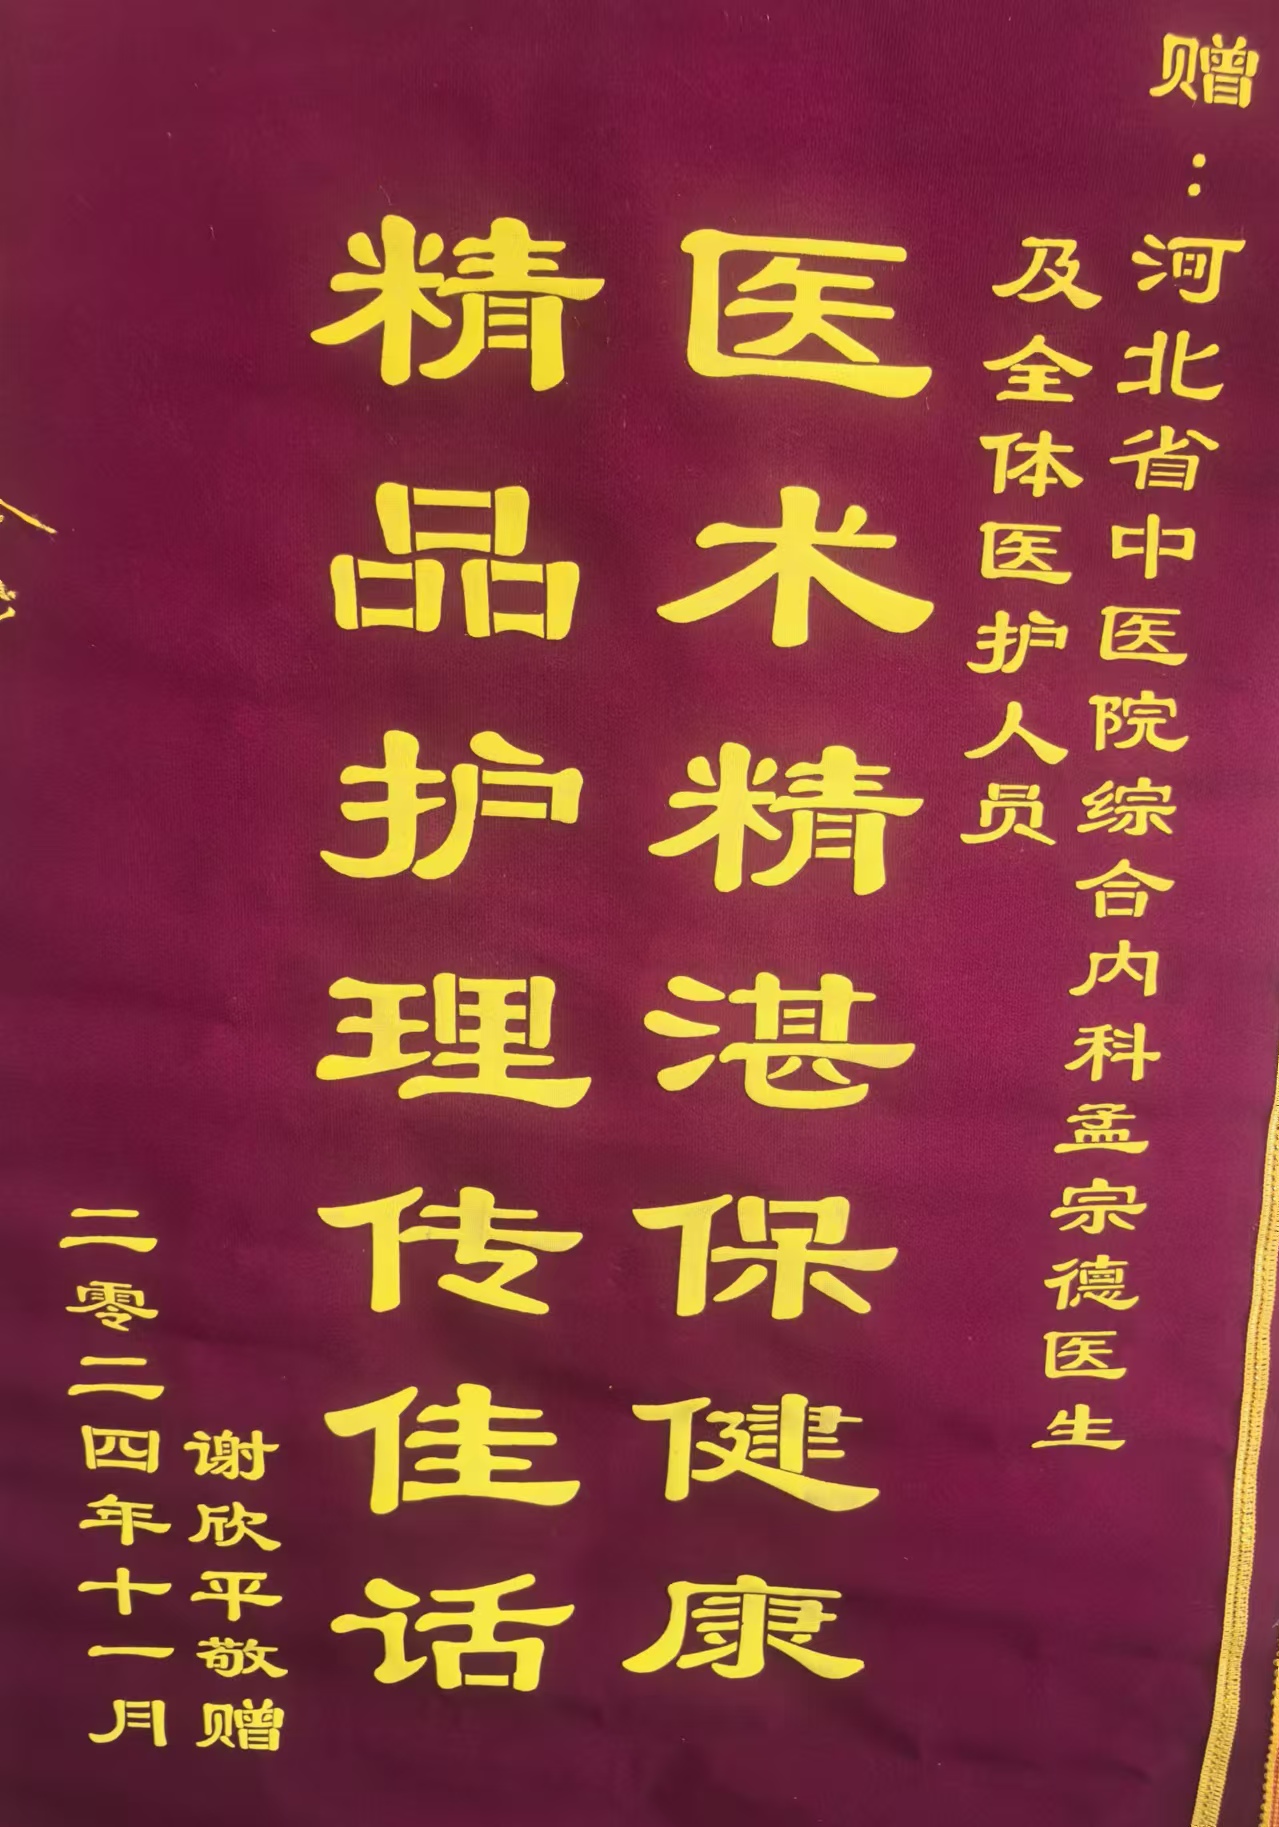 赠：河北省中医院综合内科孟宗德医生
及全体医护人员
医术精湛保健康
精品护理传佳话
谢欣平敬赠
二零二四年十一月